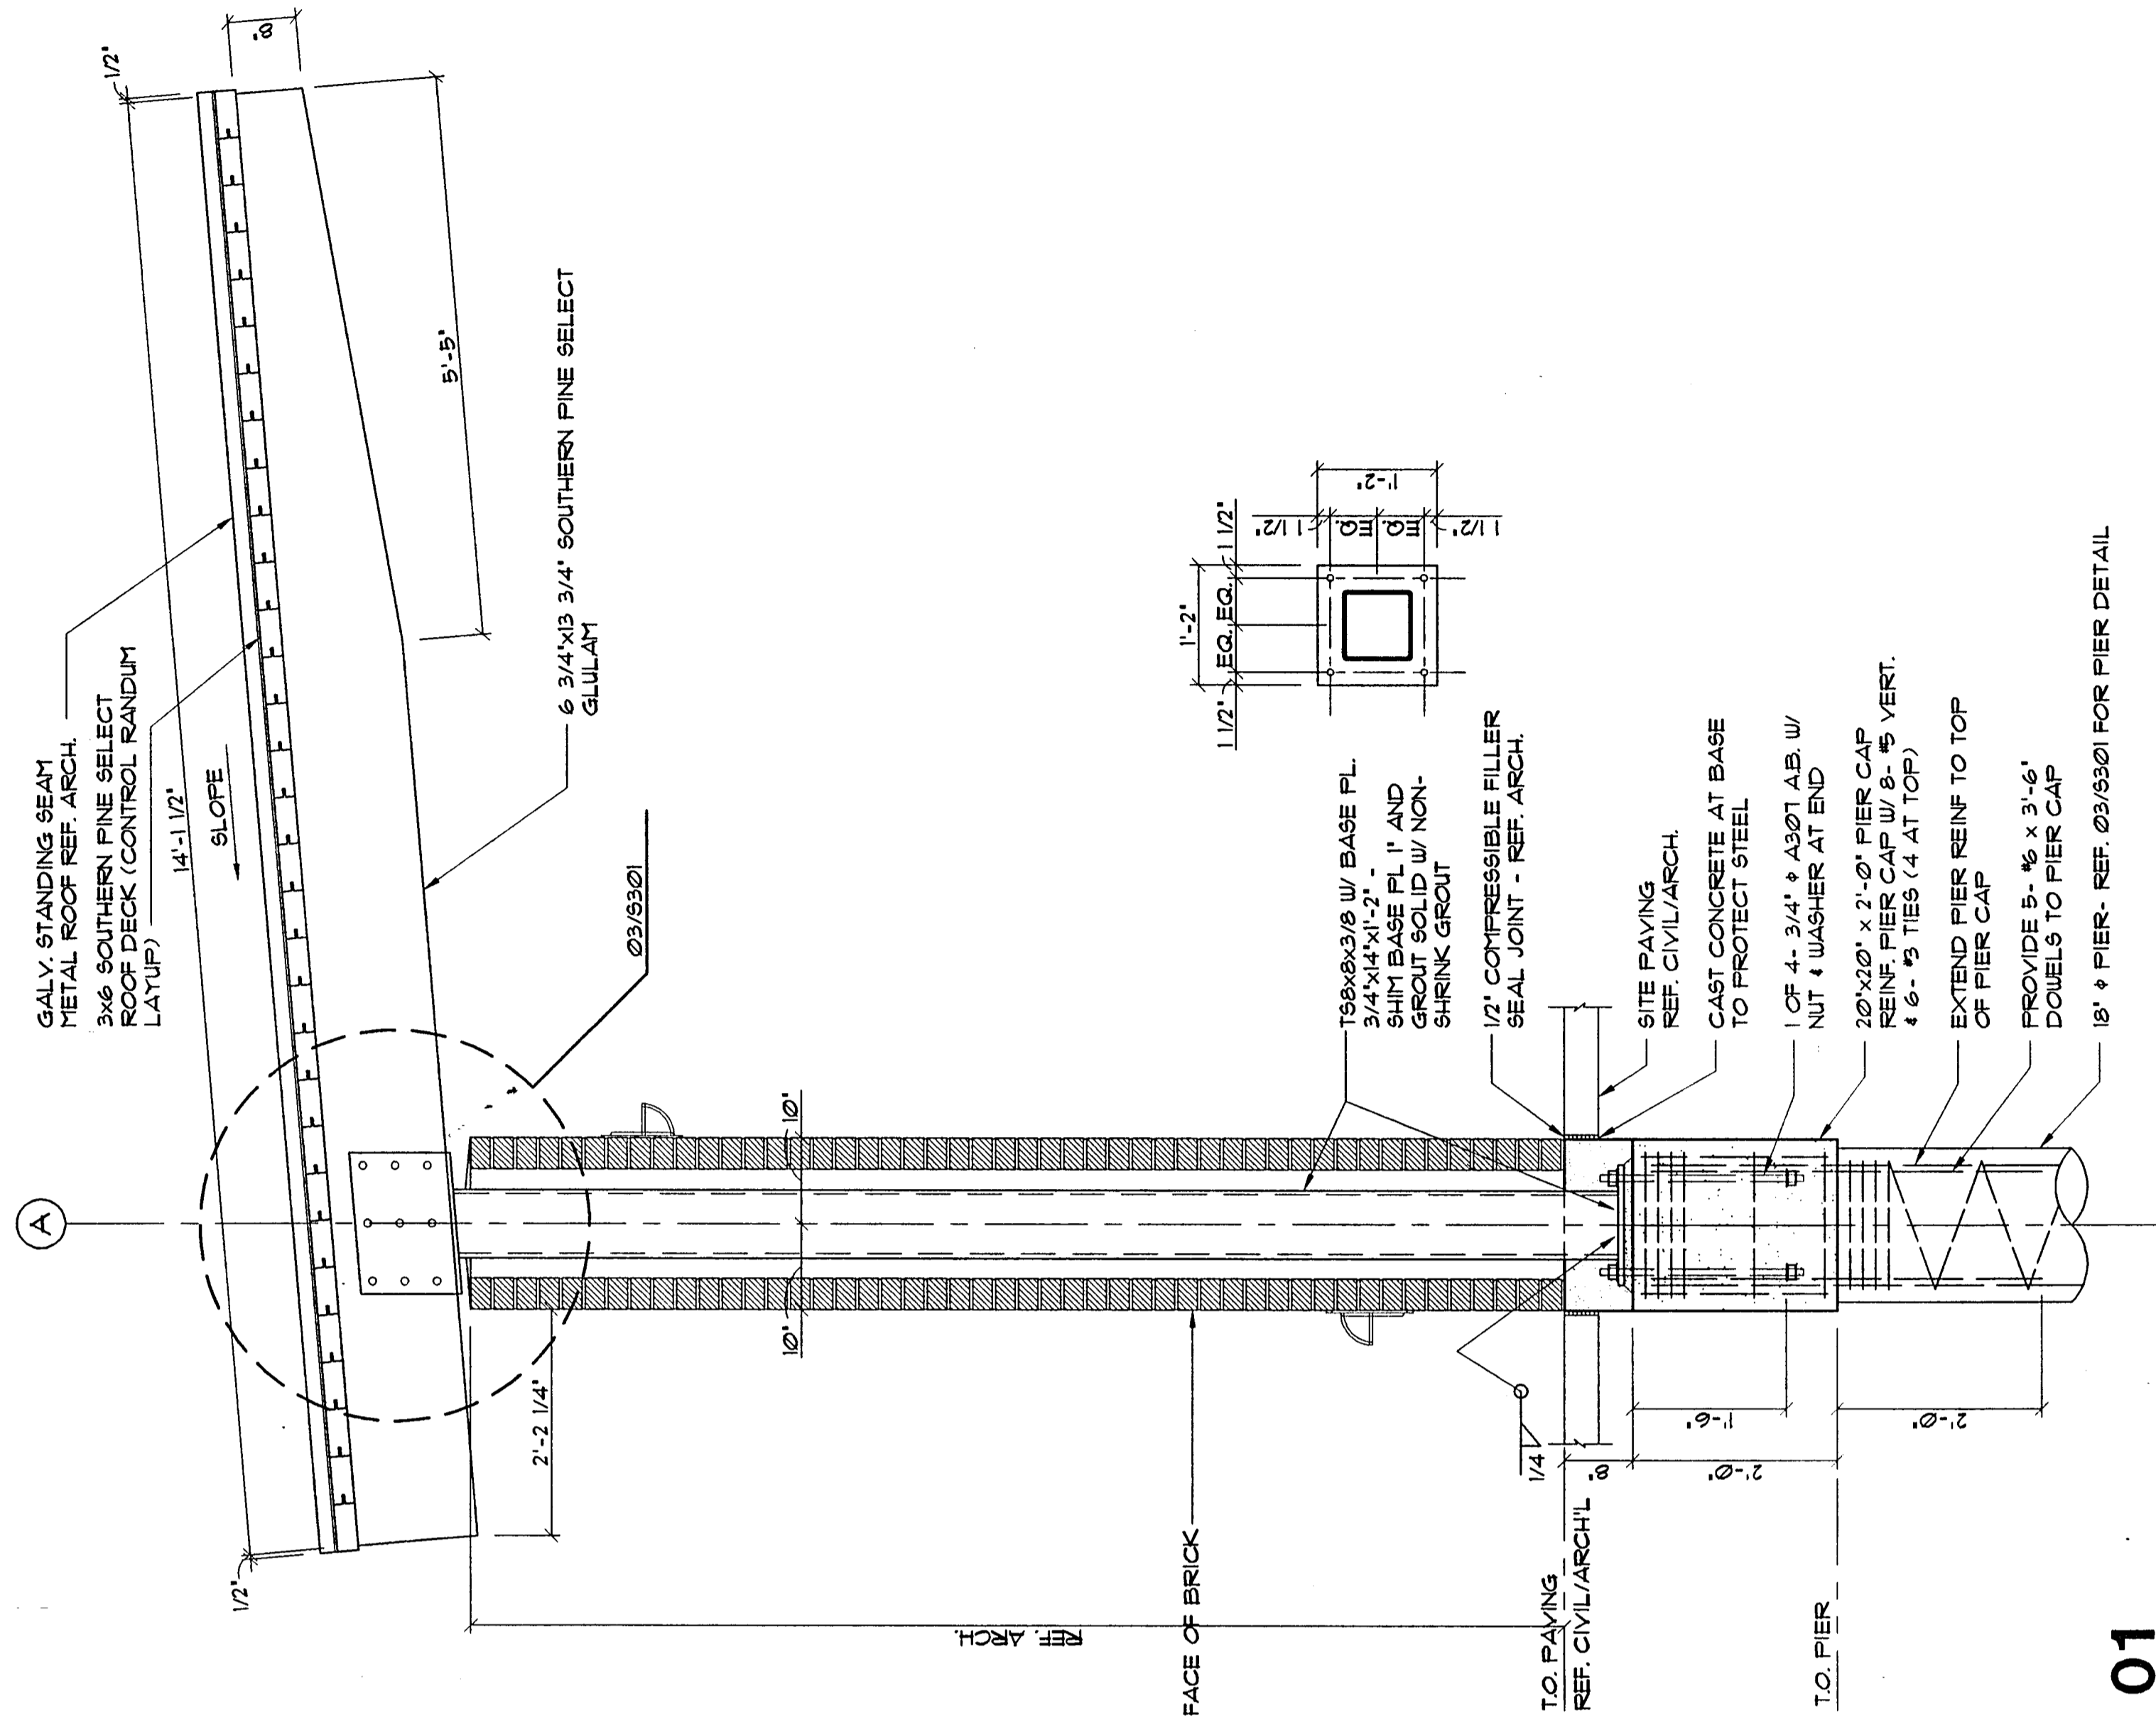 GALV. STANDING SEAM
METAL ROOF REF. ARCH.
3x6 SOUTHERN PINE SELECT
ROOF DECK (CONTROL RANDUM
LAYUP)
1/2"
8"
14'-1 1/2"
SLOPE
5'-5"
6 3/4"x13 3/4" SOUTHERN PINE SELECT
GLULAM
A
03/S301
1/2"
2'-2 1/4"
10"
10"
REF. ARCH.
FACE OF BRICK
1'-2"
1 1/2"
EQ.
EQ.
1 1/2"
1'-2"
1 1/2"
EQ.
EQ.
1 1/2"
TS8x8x3/8 W/ BASE PL.
3/4"x14"x1'-2" -
SHIM BASE PL 1" AND
GROUT SOLID W/ NON-
SHRINK GROUT
1/2" COMPRESSIBLE FILLER
SEAL JOINT - REF. ARCH.
SITE PAVING
REF. CIVIL/ARCH.
CAST CONCRETE AT BASE
TO PROTECT STEEL
1 OF 4- 3/4" φ A307 A.B. W/
NUT & WASHER AT END
20"x20" x 2'-0" PIER CAP
REINF. PIER CAP W/ 8- #5 VERT.
& 6- #3 TIES (4 AT TOP)
EXTEND PIER REINF TO TOP
OF PIER CAP
PROVIDE 5- #6 x 3'-6"
DOWELS TO PIER CAP
18" φ PIER- REF. 03/S301 FOR PIER DETAIL
1/4
T.O. PAVING
REF. CIVIL/ARCH'L
8"
1'-6"
2'-0"
2'-0"
T.O. PIER
01